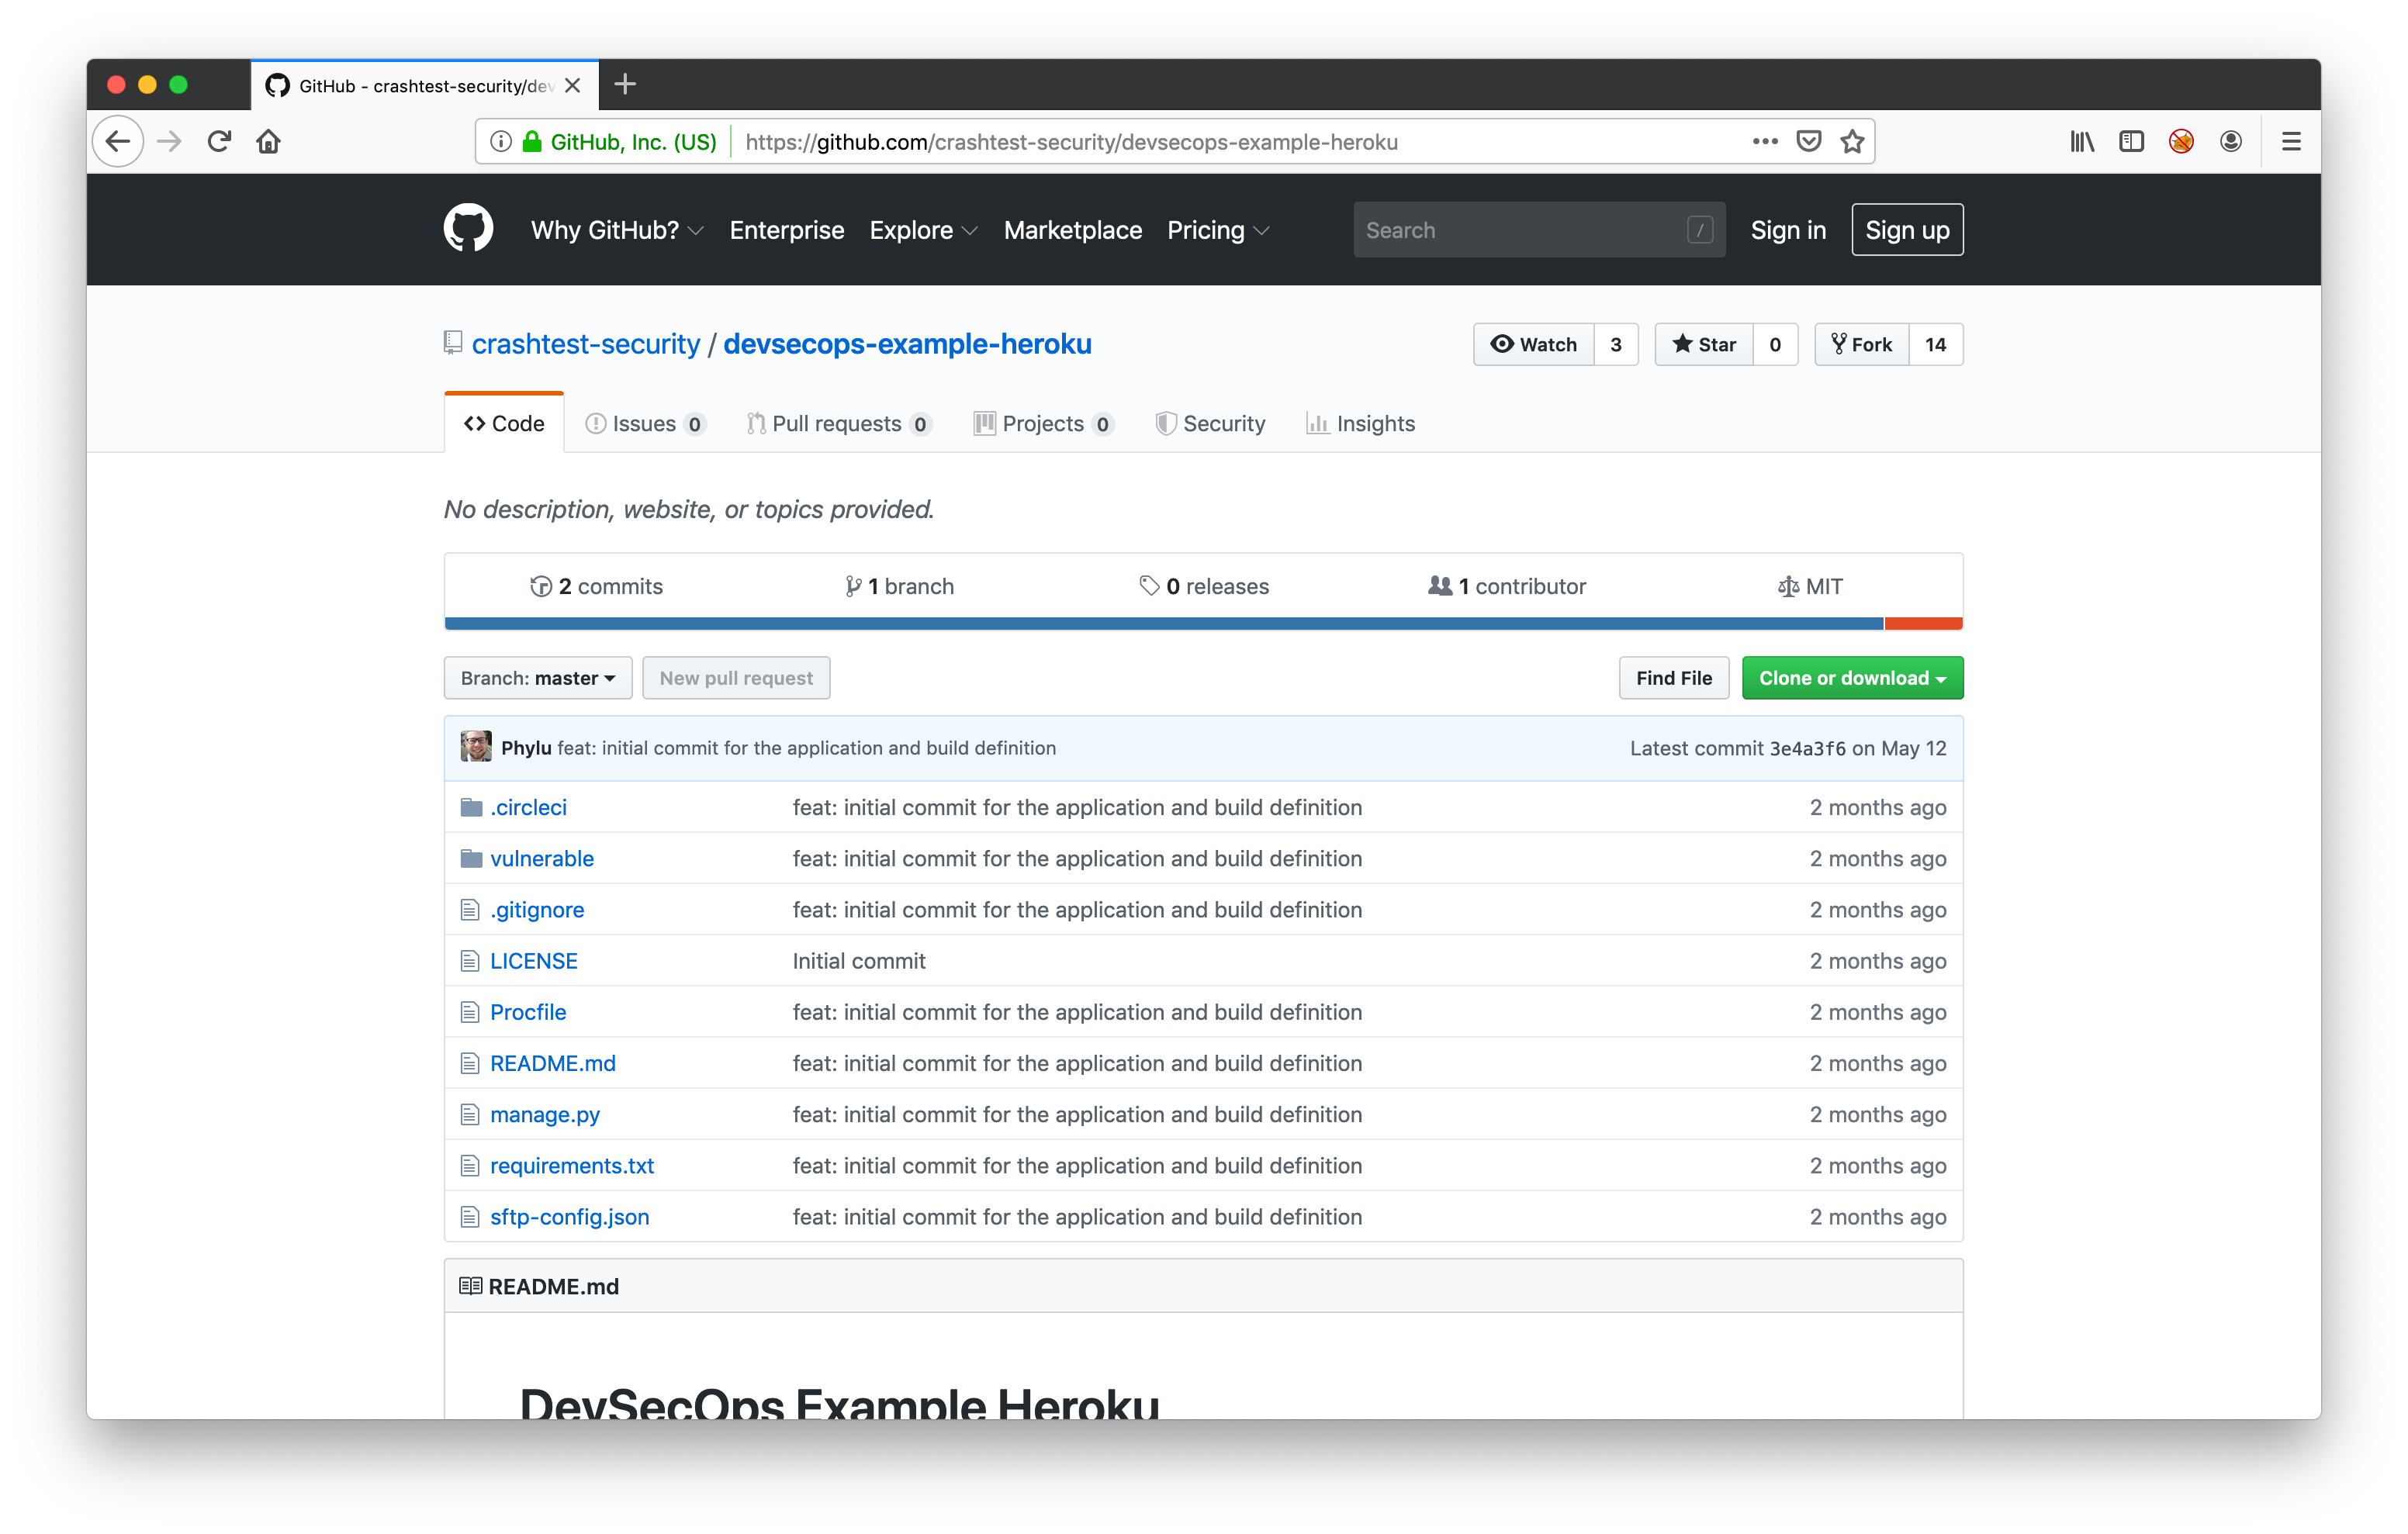 GitHub - crashtest-security/dev
GitHub, Inc. (US) https://github.com/crashtest-security/devsecops-example-heroku
Why GitHub? Enterprise Explore Marketplace Pricing Search / Sign in Sign up
crashtest-security / devsecops-example-heroku Watch 3 Star 0 Fork 14
Code Issues 0 Pull requests 0 Projects 0 Security Insights
No description, website, or topics provided.
2 commits 1 branch 0 releases 1 contributor MIT
Branch: master New pull request Find File Clone or download
Phylu feat: initial commit for the application and build definition Latest commit 3e4a3f6 on May 12
.circleci feat: initial commit for the application and build definition 2 months ago
vulnerable feat: initial commit for the application and build definition 2 months ago
.gitignore feat: initial commit for the application and build definition 2 months ago
LICENSE Initial commit 2 months ago
Procfile feat: initial commit for the application and build definition 2 months ago
README.md feat: initial commit for the application and build definition 2 months ago
manage.py feat: initial commit for the application and build definition 2 months ago
requirements.txt feat: initial commit for the application and build definition 2 months ago
sftp-config.json feat: initial commit for the application and build definition 2 months ago
README.md
DevSecOps Example Heroku